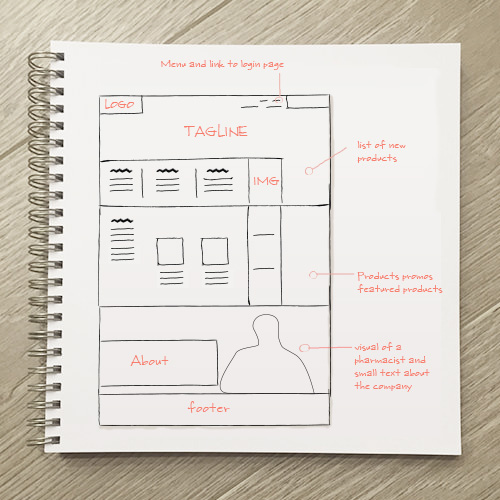 Menu and link to login page
LOGO
TAGLINE
list of new
products
IMG
Products promos
featured products
visual of a
pharmacist and
small text about
the company
About
footer